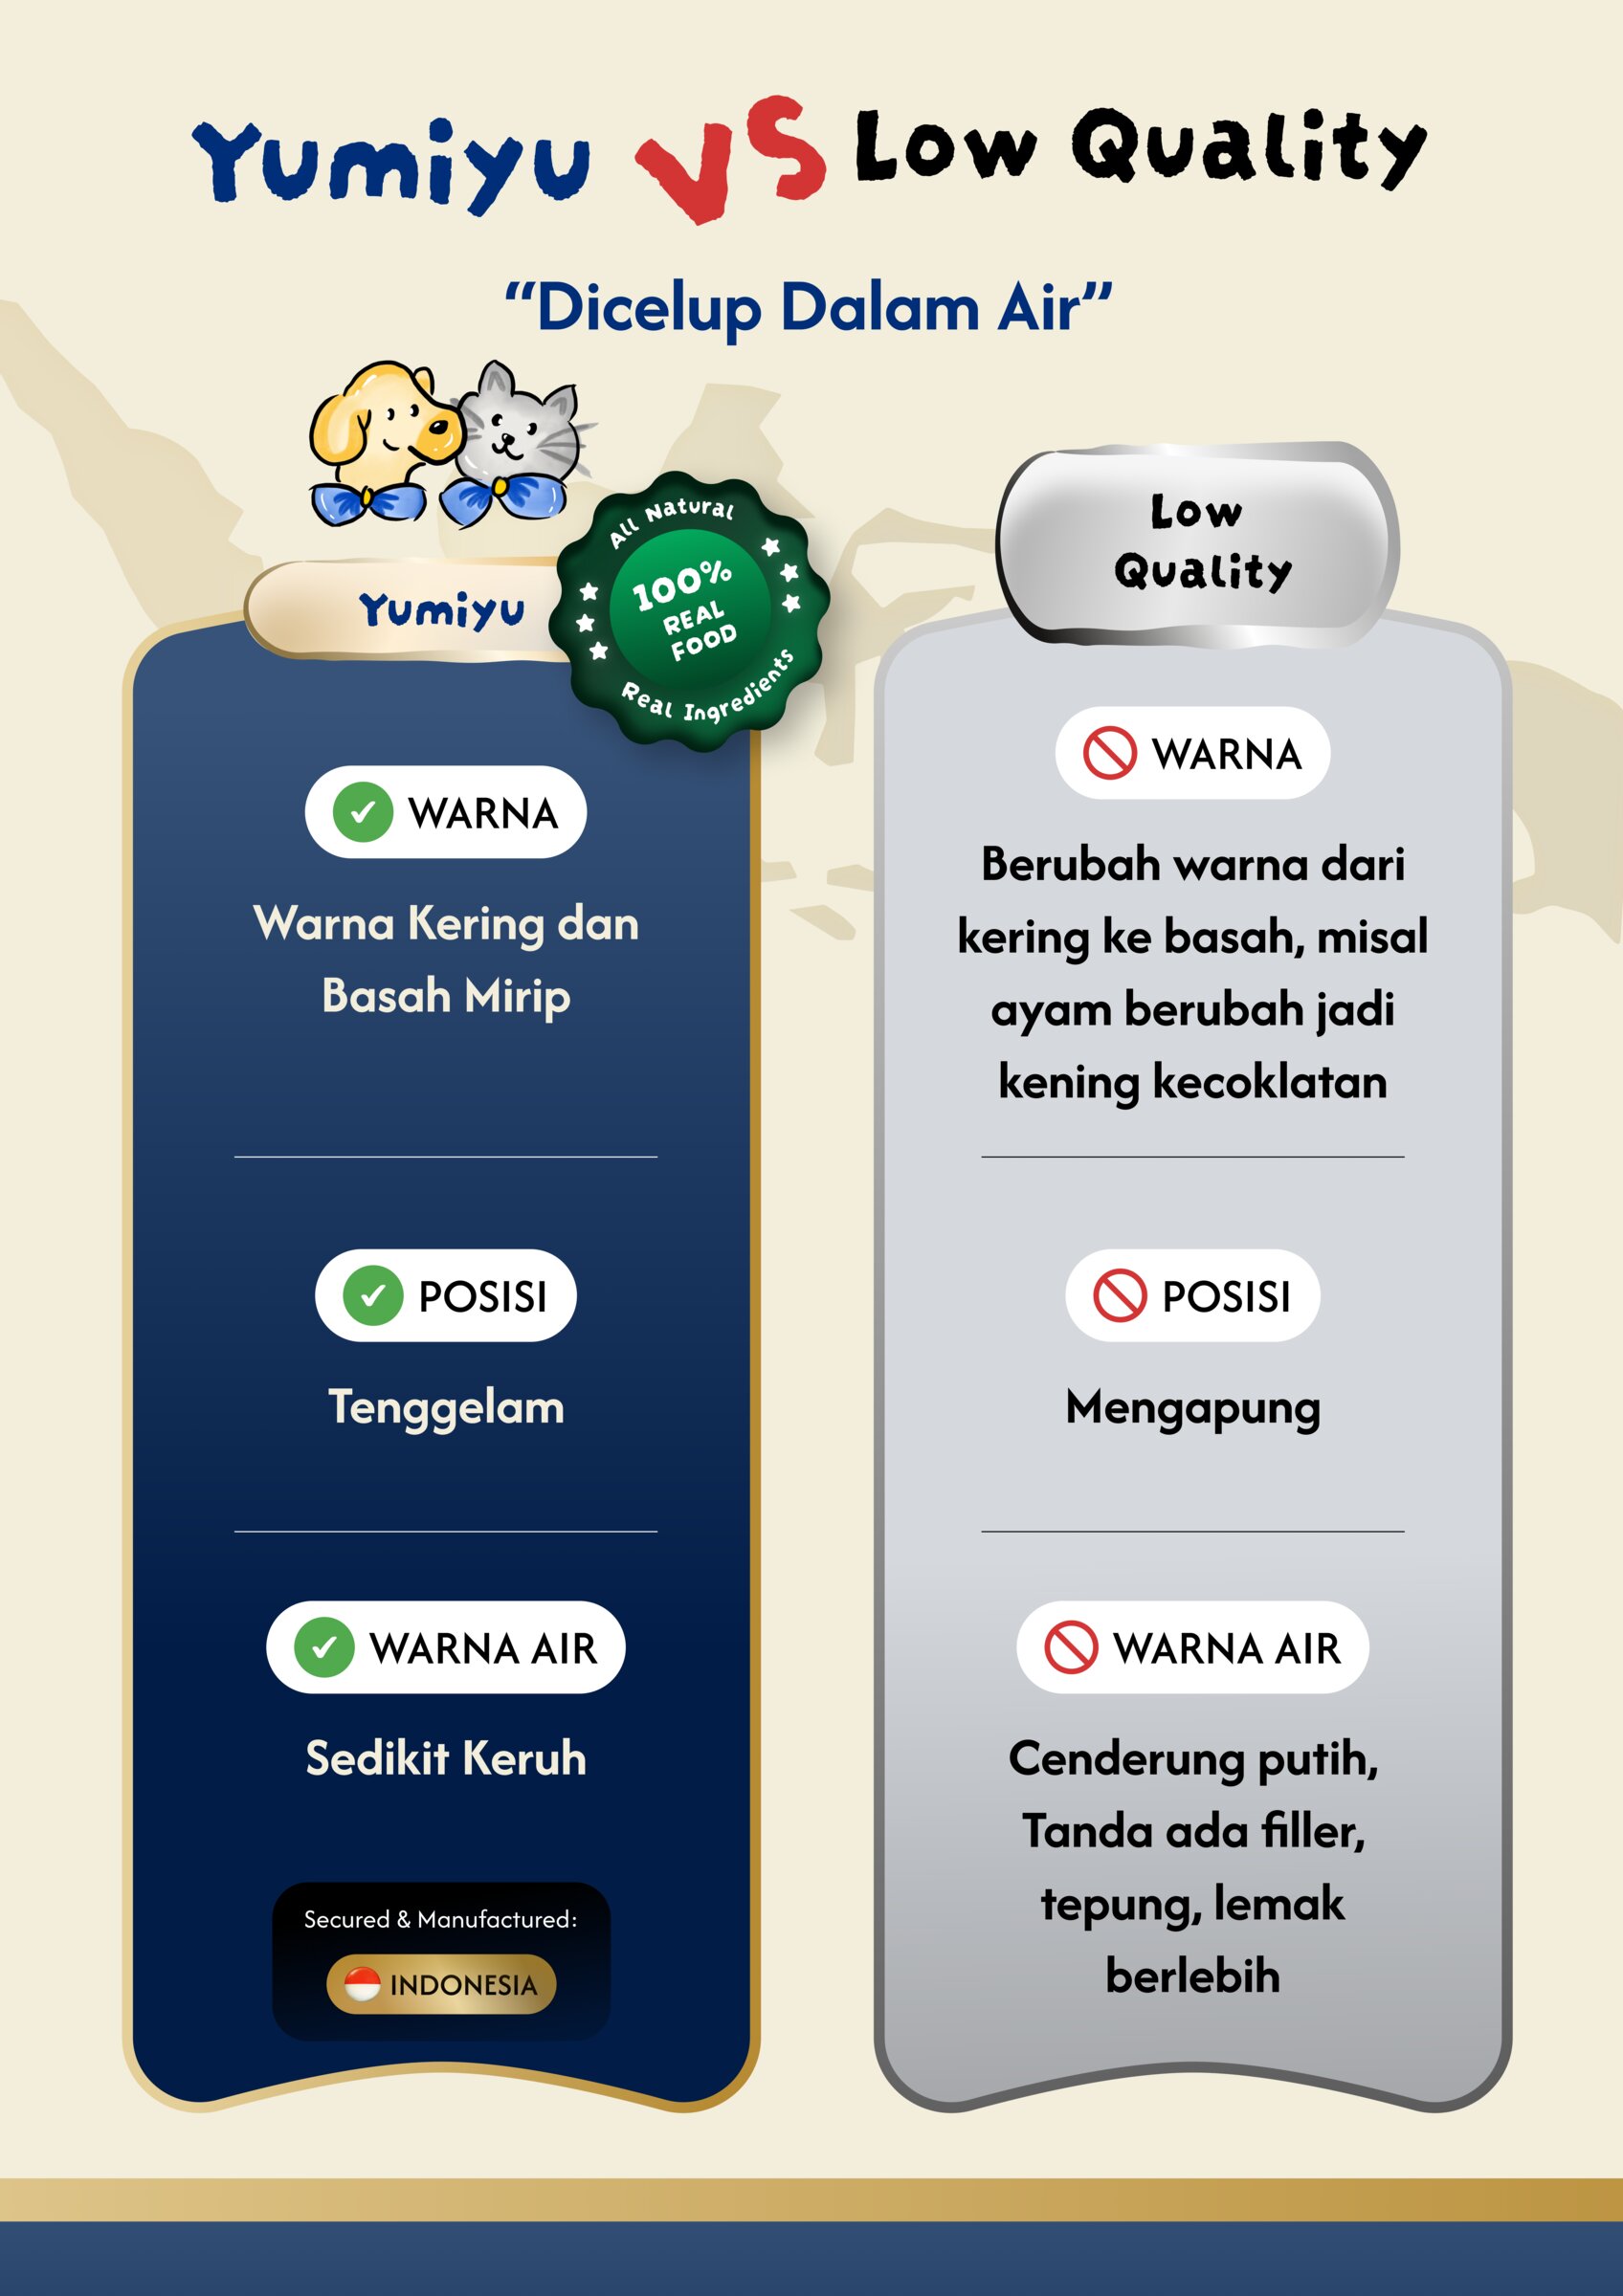 Yumiyu VS Low Quality
“Dicelup Dalam Air”
Yumiyu
All Natural
100%
REAL
FOOD
Real Ingredients
WARNA
Warna Kering dan
Basah Mirip
POSISI
Tenggelam
WARNA AIR
Sedikit Keruh
Secured & Manufactured:
INDONESIA
Low
Quality
WARNA
Berubah warna dari
kering ke basah, misal
ayam berubah jadi
kening kecoklatan
POSISI
Mengapung
WARNA AIR
Cenderung putih,
Tanda ada filler,
tepung, lemak
berlebih